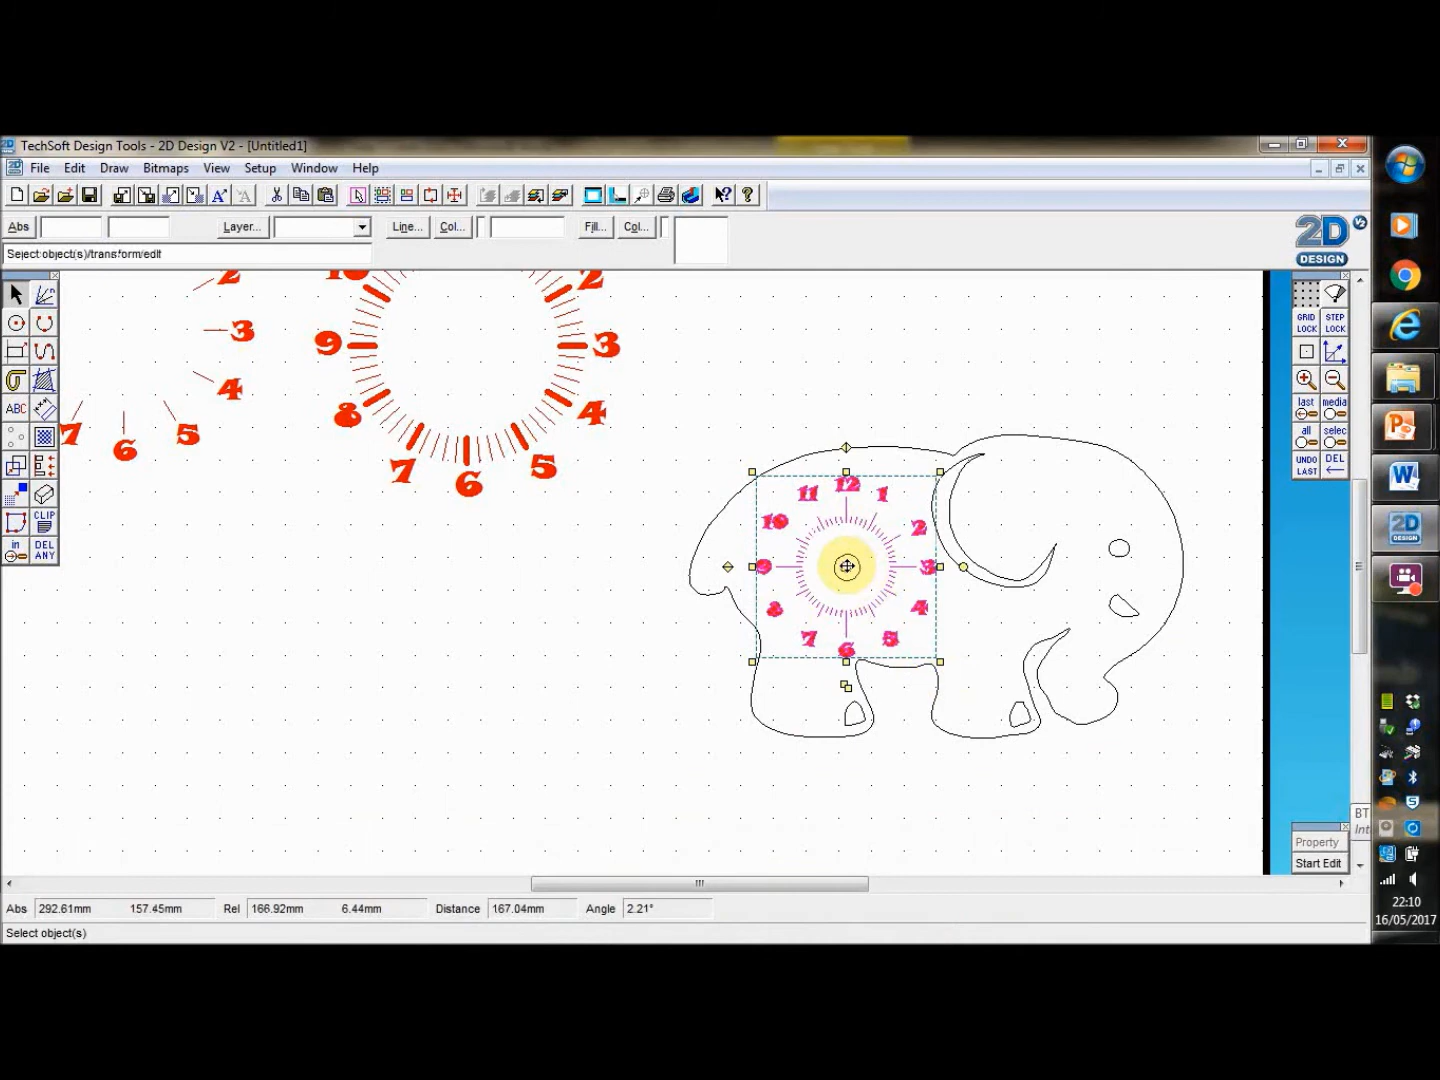 TechSoft Design Tools - 2D Design V2 - [Untitled1]
File Edit Draw Bitmaps View Setup Window Help
Abs Layer... Line... Col... Fill... Col...
2D V2
DESIGN
Select object(s)/transform/edit
10 2
2
9 3
3
8 4
4
7 6 5
7 5
6
12
11 1
10 2
9 3
8 4
7 5
6
ABC
CLIP
in DEL
ANY
GRID STEP
LOCK LOCK
last media
all selec
UNDO DEL
LAST
BT
Int
Property
Start Edit
Abs 292.61mm 157.45mm Rel 166.92mm 6.44mm Distance 167.04mm Angle 2.21°
Select object(s)
2D
DESIGN
22:10
16/05/2017